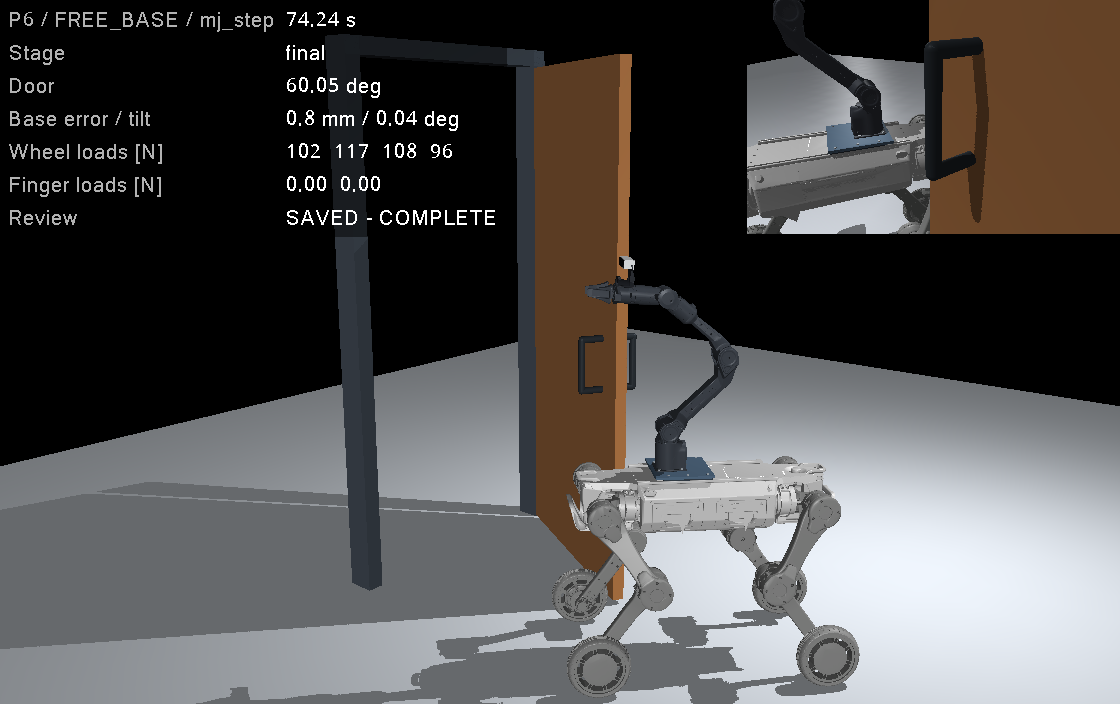 P6 / FREE_BASE / mj_step 74.24 s
Stage final
Door 60.05 deg
Base error / tilt 0.8 mm / 0.04 deg
Wheel loads [N] 102 117 108 96
Finger loads [N] 0.00 0.00
Review SAVED - COMPLETE